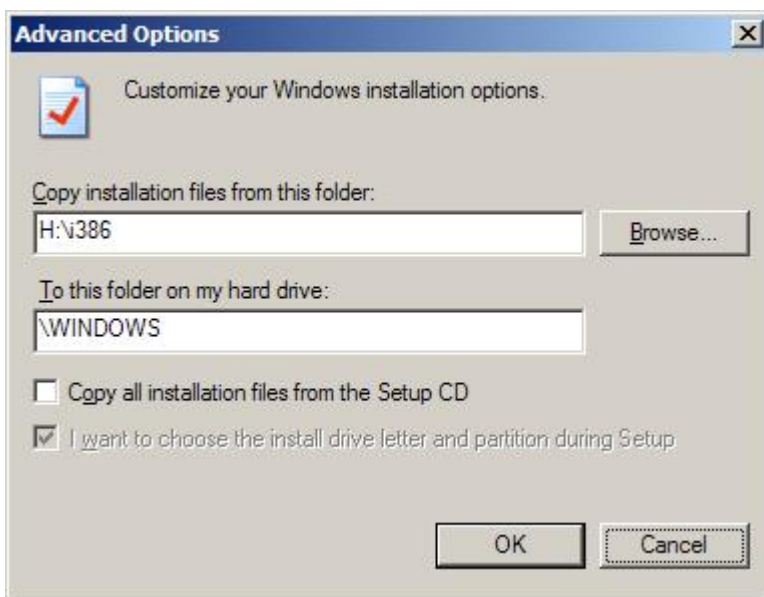 Advanced Options
Customize your Windows installation options.
Copy installation files from this folder:
H:\i386
Browse...
To this folder on my hard drive:
\WINDOWS
Copy all installation files from the Setup CD
I want to choose the install drive letter and partition during Setup
OK
Cancel